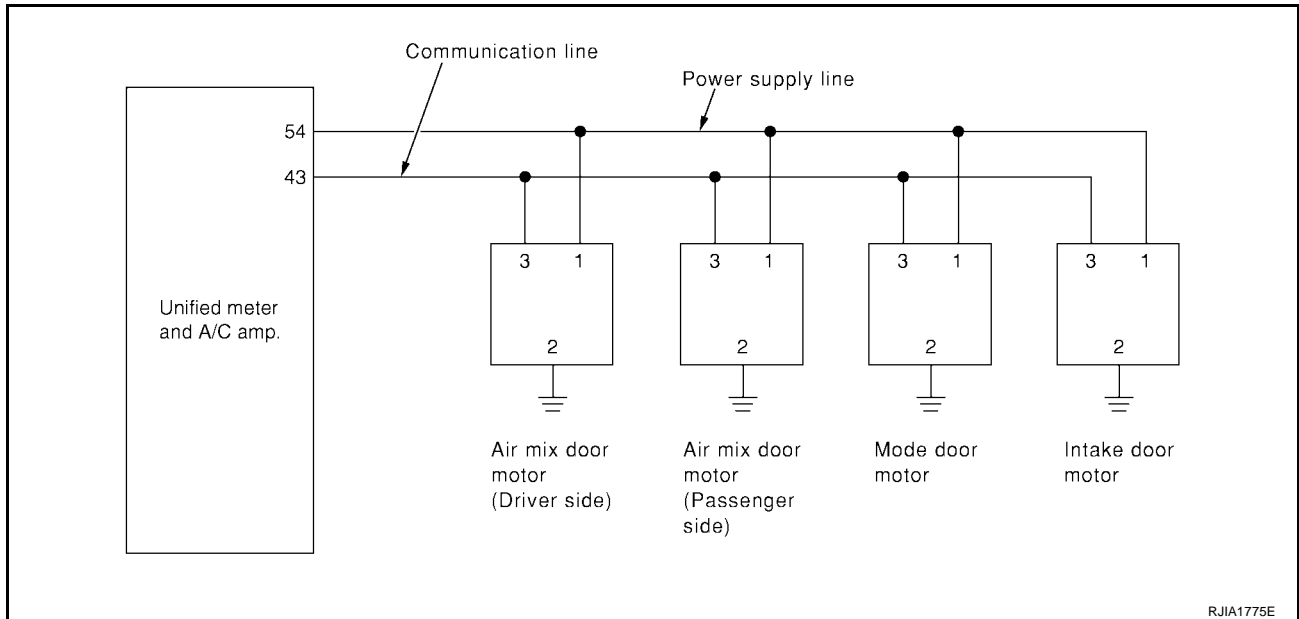 Communication line
Power supply line
54
43
3 1 3 1 3 1 3 1
Unified meter
and A/C amp.
2 2 2 2
Air mix door
motor
(Driver side)
Air mix door
motor
(Passenger
side)
Mode door
motor
Intake door
motor
RJIA1775E